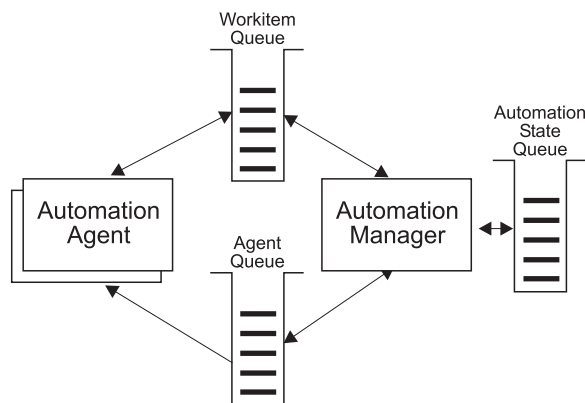 Workitem
Queue
Automation
State
Queue
Automation
Agent
Automation
Manager
Agent
Queue